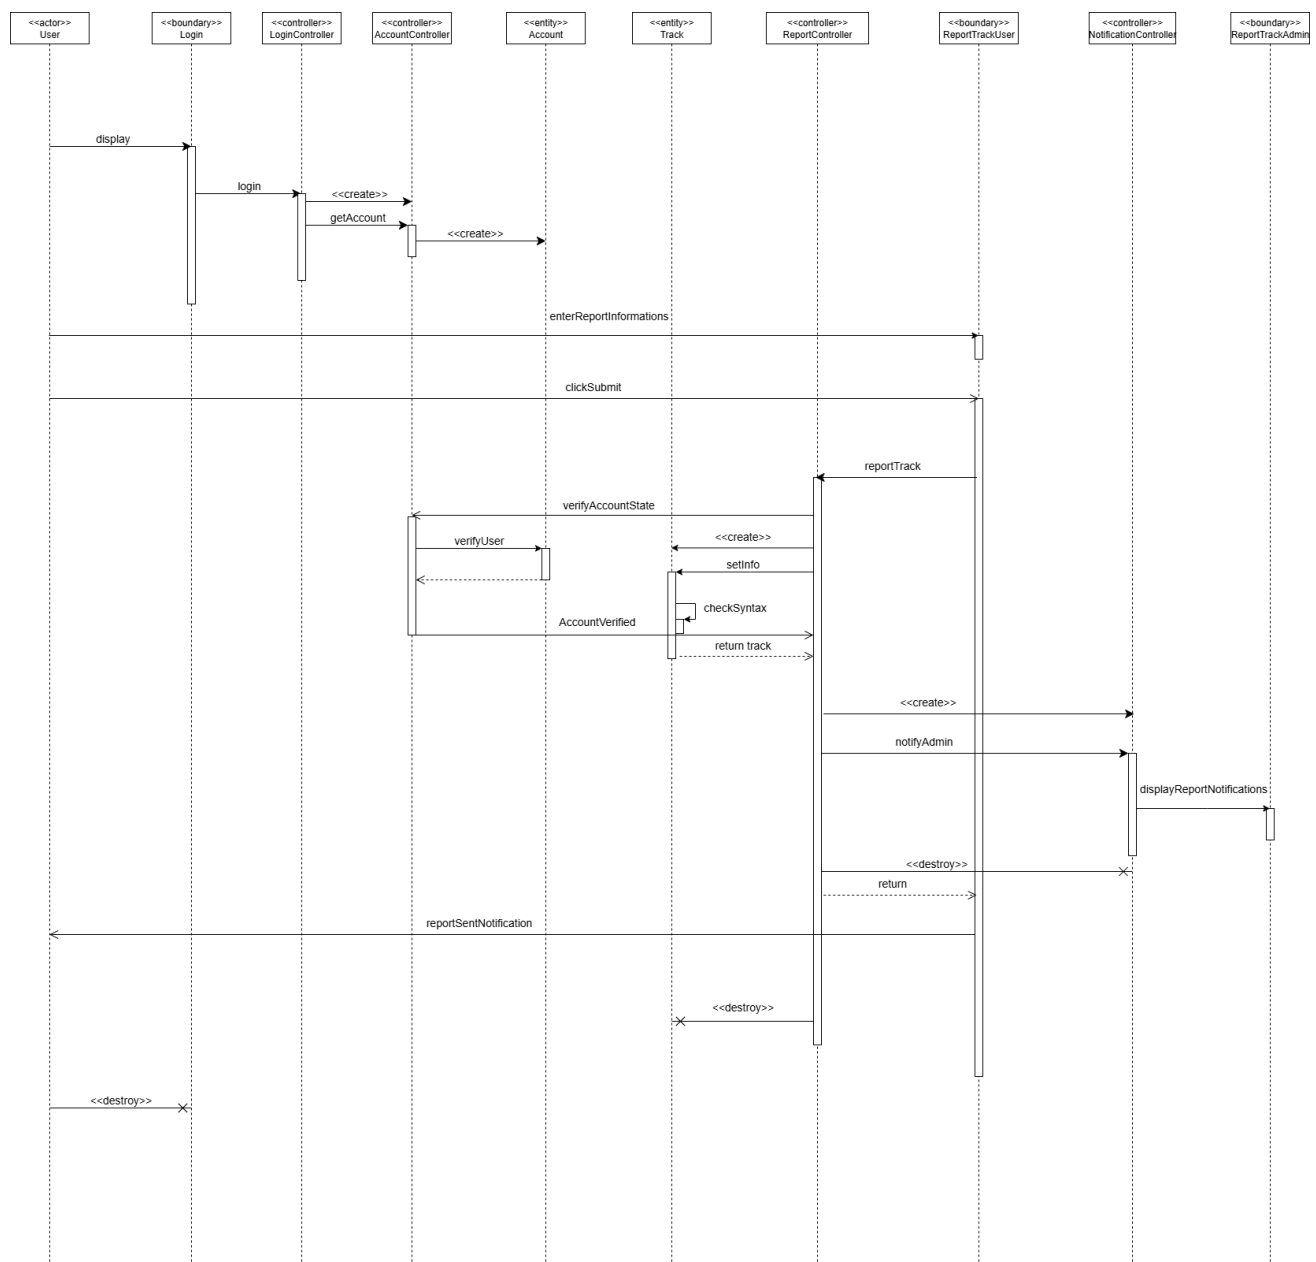 <<actor>>
User
<<boundary>>
Login
<<controller>>
LoginController
<<controller>>
AccountController
<<entity>>
Account
<<entity>>
Track
<<controller>>
ReportController
<<boundary>>
ReportTrackUser
<<controller>>
NotificationController
<<boundary>>
ReportTrackAdmin
display
login
<<create>>
getAccount
<<create>>
enterReportInformations
clickSubmit
reportTrack
verifyAccountState
<<create>>
verifyUser
setInfo
checkSyntax
AccountVerified
return track
<<create>>
notifyAdmin
displayReportNotifications
<<destroy>>
return
reportSentNotification
<<destroy>>
<<destroy>>